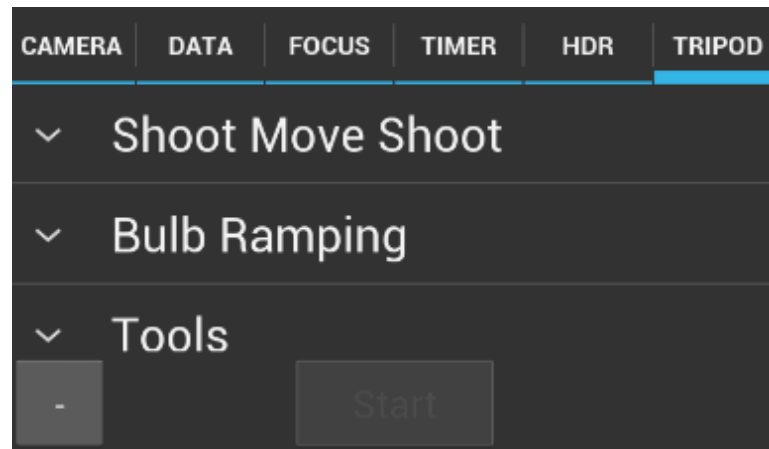 CAMERA DATA FOCUS TIMER HDR TRIPOD
Shoot Move Shoot
Bulb Ramping
Tools
- Start